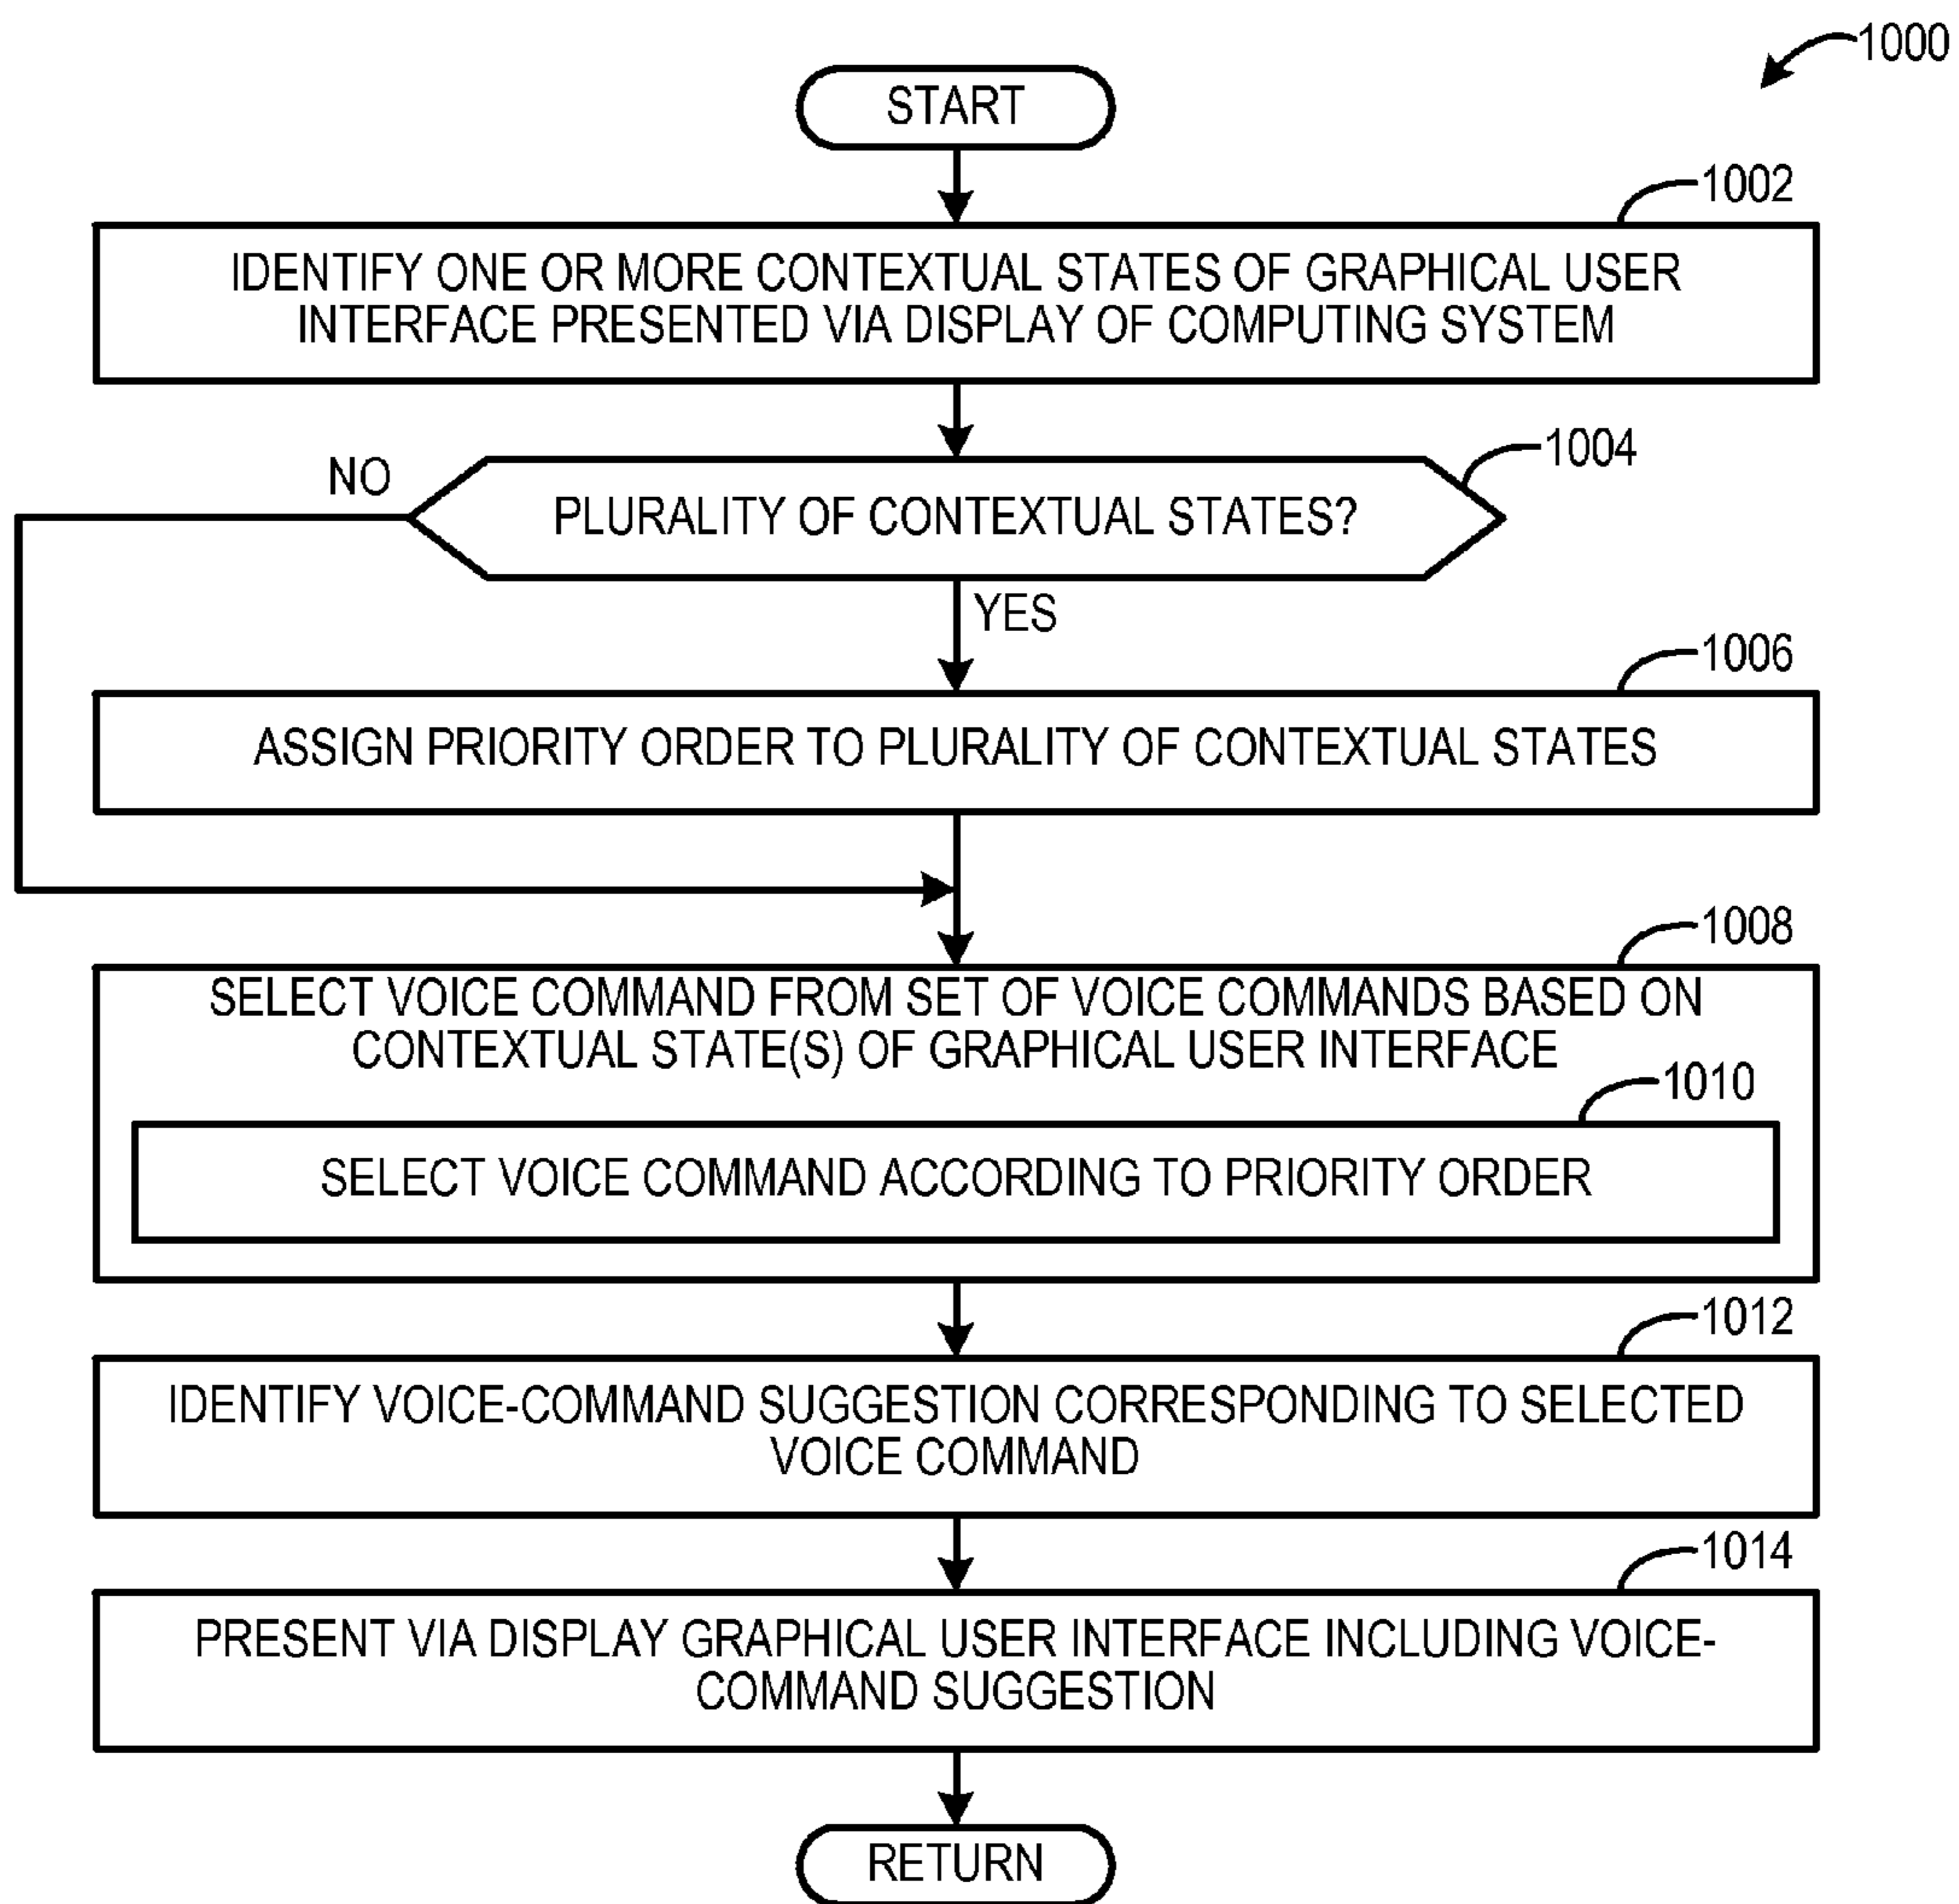 1000
START
1002
IDENTIFY ONE OR MORE CONTEXTUAL STATES OF GRAPHICAL USER
INTERFACE PRESENTED VIA DISPLAY OF COMPUTING SYSTEM
1004
NO
PLURALITY OF CONTEXTUAL STATES?
YES
1006
ASSIGN PRIORITY ORDER TO PLURALITY OF CONTEXTUAL STATES
1008
SELECT VOICE COMMAND FROM SET OF VOICE COMMANDS BASED ON
CONTEXTUAL STATE(S) OF GRAPHICAL USER INTERFACE
1010
SELECT VOICE COMMAND ACCORDING TO PRIORITY ORDER
1012
IDENTIFY VOICE-COMMAND SUGGESTION CORRESPONDING TO SELECTED
VOICE COMMAND
1014
PRESENT VIA DISPLAY GRAPHICAL USER INTERFACE INCLUDING VOICE-
COMMAND SUGGESTION
RETURN